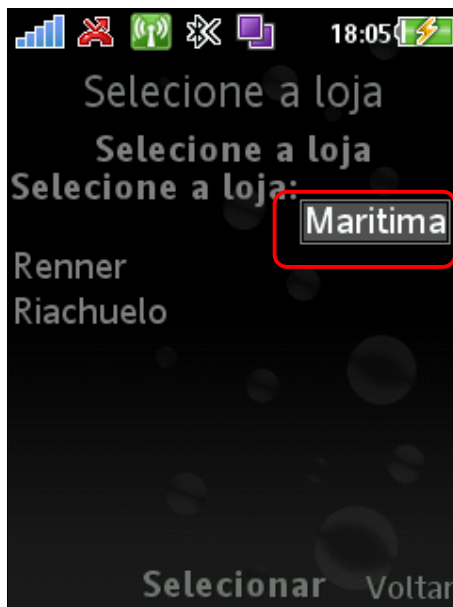 18:05
Selecione a loja
Selecione a loja
Selecione a loja:
Maritima
Renner
Riachuelo
Selecionar Voltar